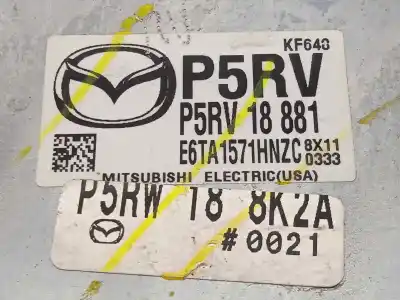 KF640
P5RV
P5RV 18 881
E6TA1571HNZC 8X11
0333
MITSUBISHI ELECTRIC(USA)
P5RW 18 8K2A
#0021